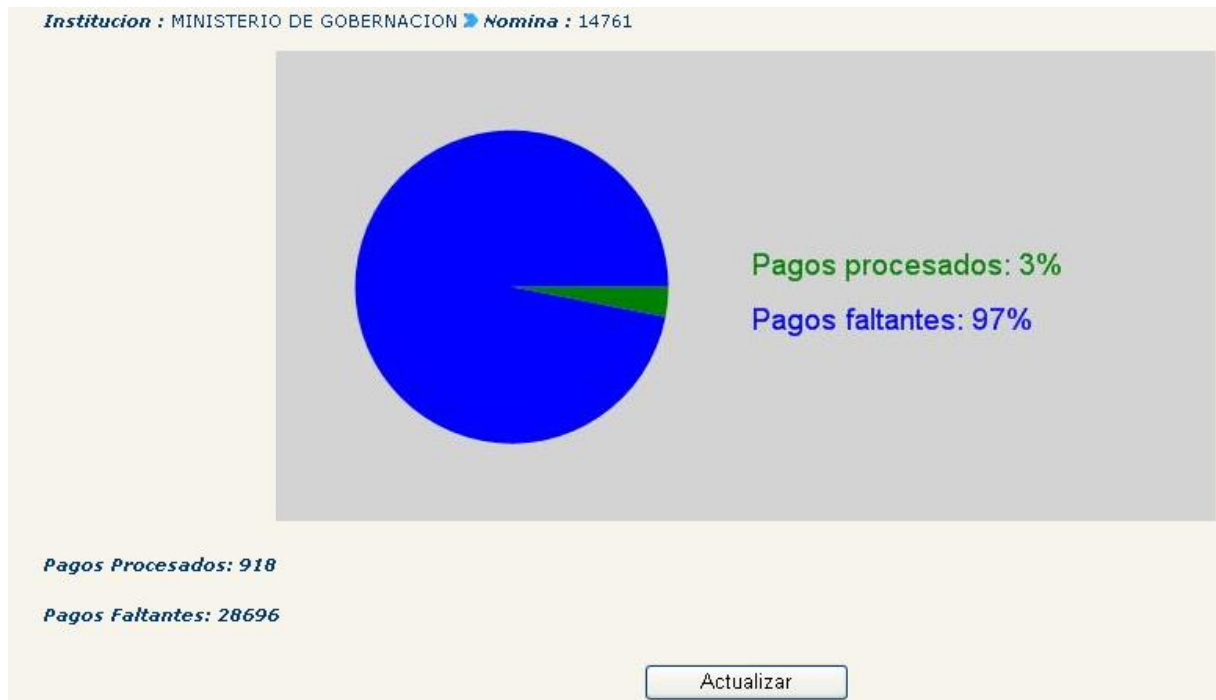 Institucion : MINISTERIO DE GOBERNACION Nomina : 14761
Pagos procesados: 3%
Pagos faltantes: 97%
Pagos Procesados: 918
Pagos Faltantes: 28696
Actualizar